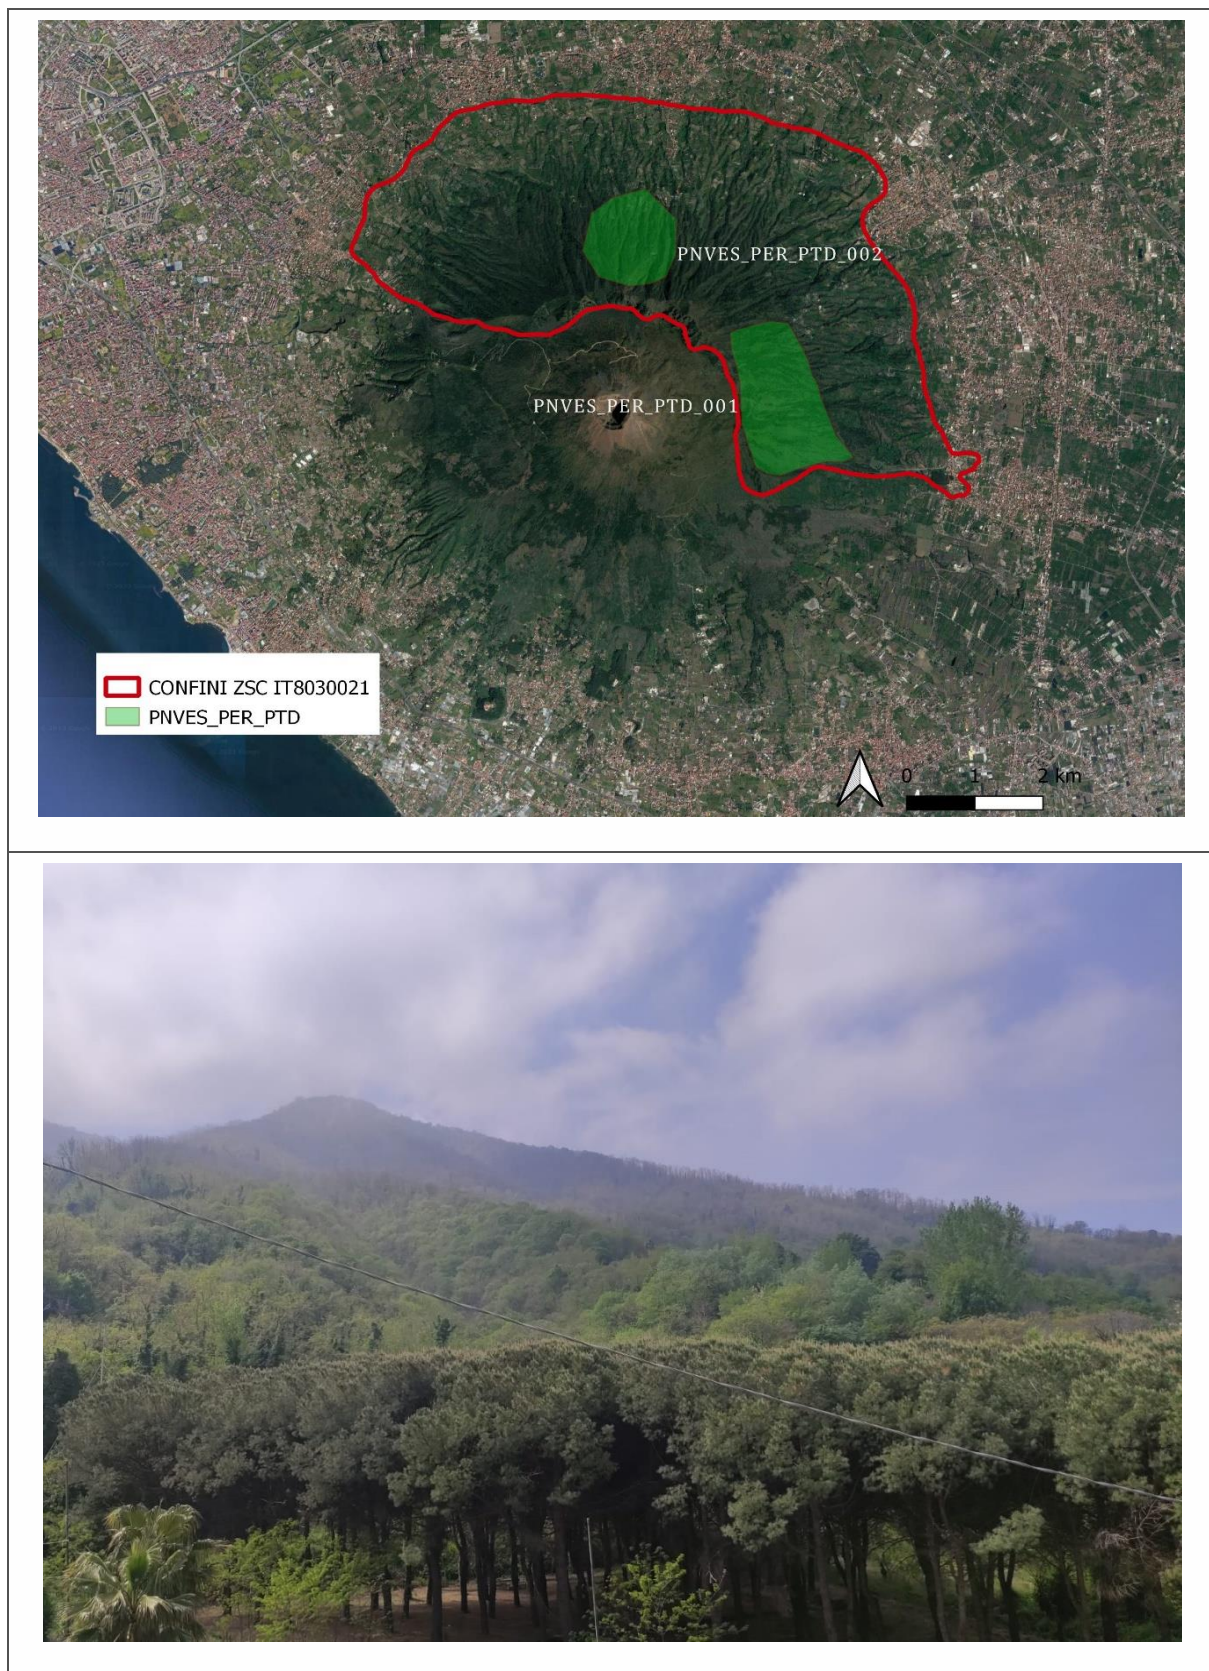 PNVES_PER_PTD_002
PNVES_PER_PTD_001
CONFINI ZSC IT8030021
PNVES_PER_PTD
0 1 2 km